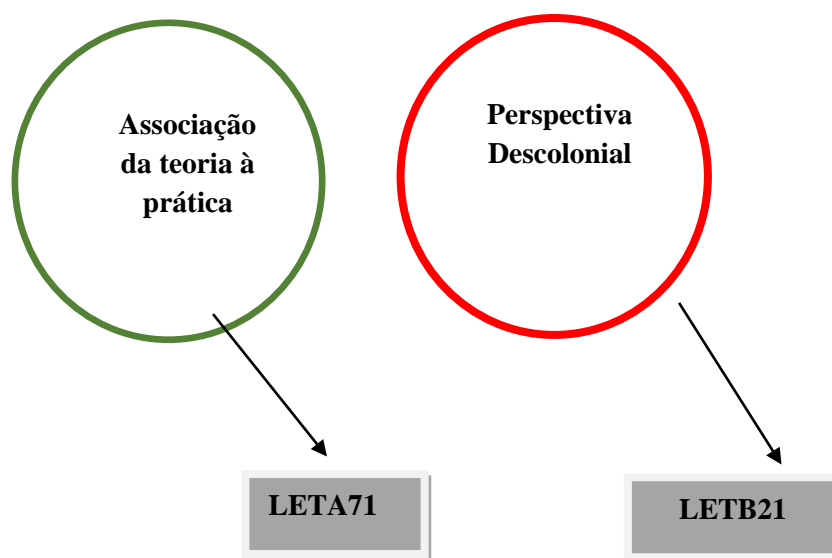 Associação
da teoria à
prática
Perspectiva
Descolonial
LETA71
LETB21